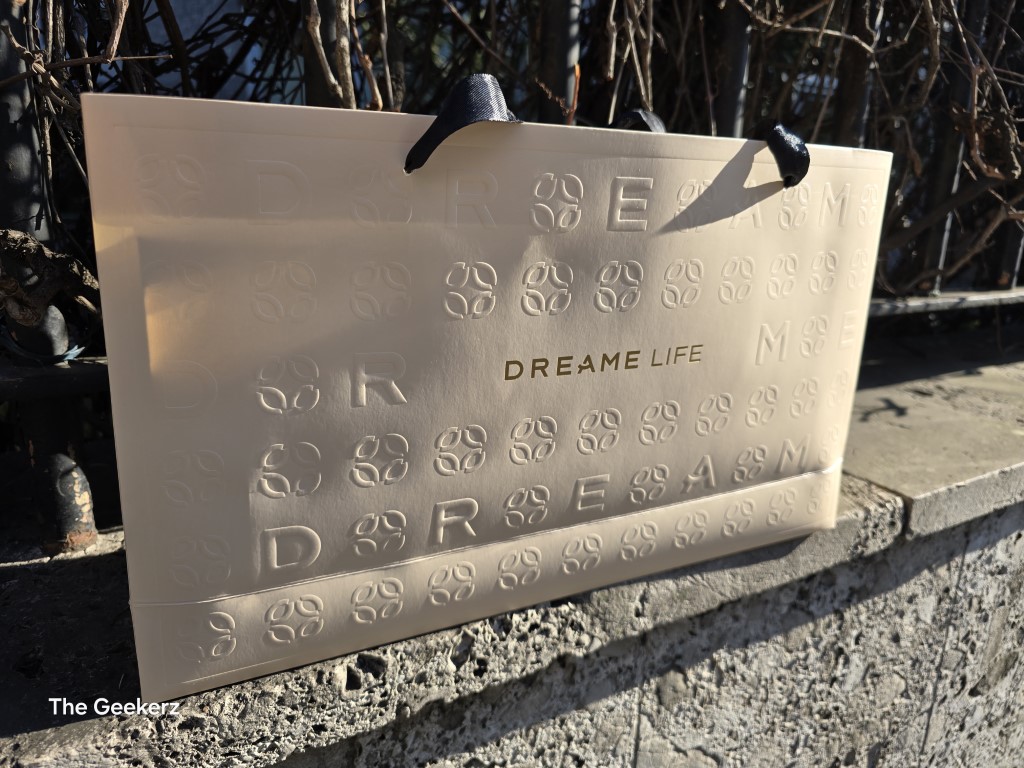 D R E A M
DREAME LIFE
D R M E
D R E A M
The Geekerz